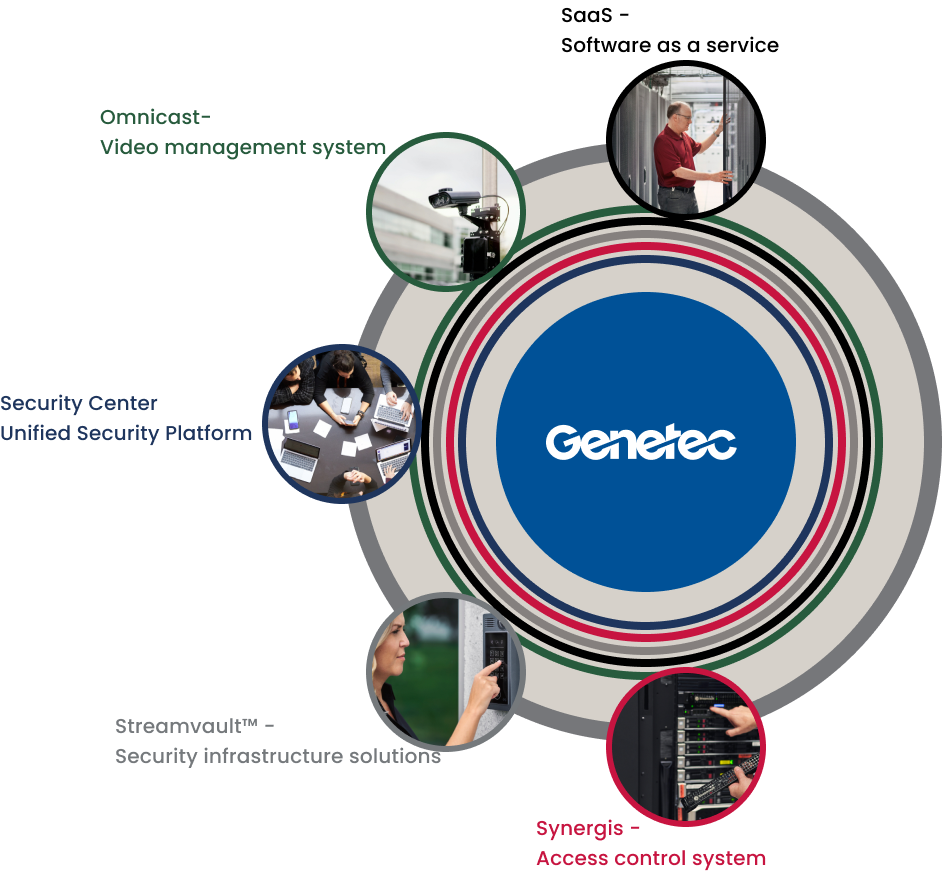 SaaS -
Software as a service
Omnicast-
Video management system
Security Center
Unified Security Platform
Genetec
Streamvault™ -
Security infrastructure solutions
Synergis -
Access control system